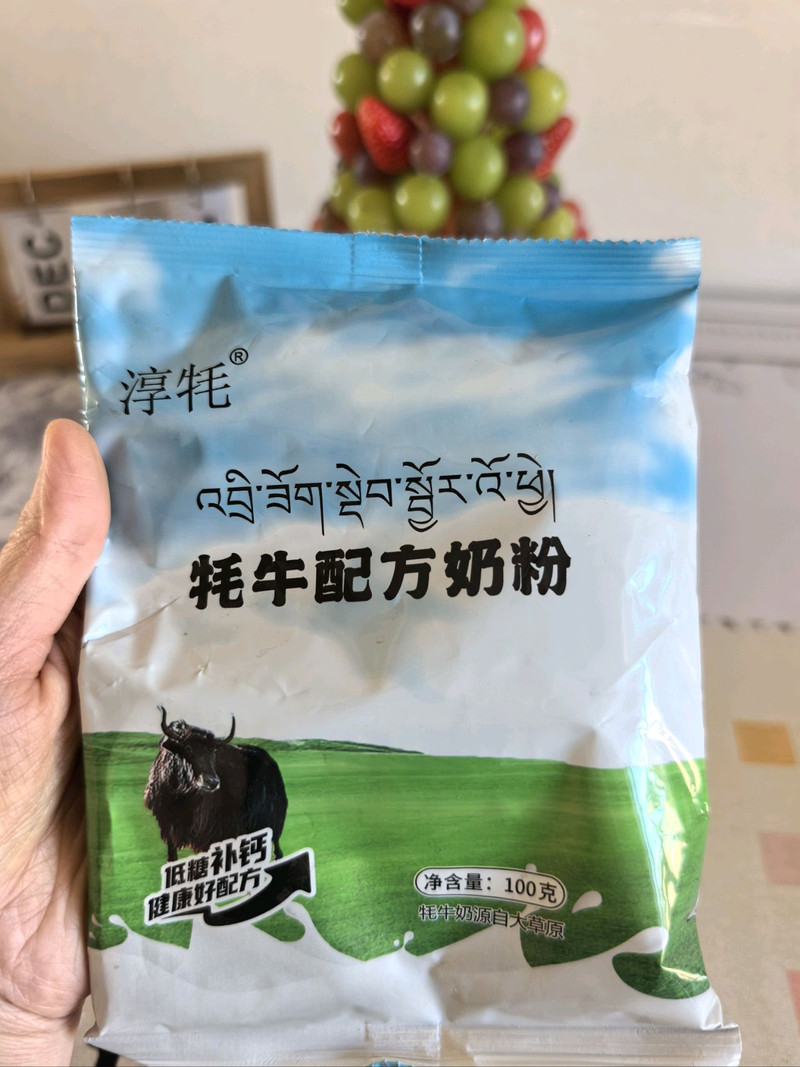 DEC
淳牦®
འབྲི་ཟོག་སྡེབ་སྦྱོར་འོ་ཕྱེ།
牦牛配方奶粉
低糖补钙
健康好配方
净含量：100克
牦牛奶源自大草原